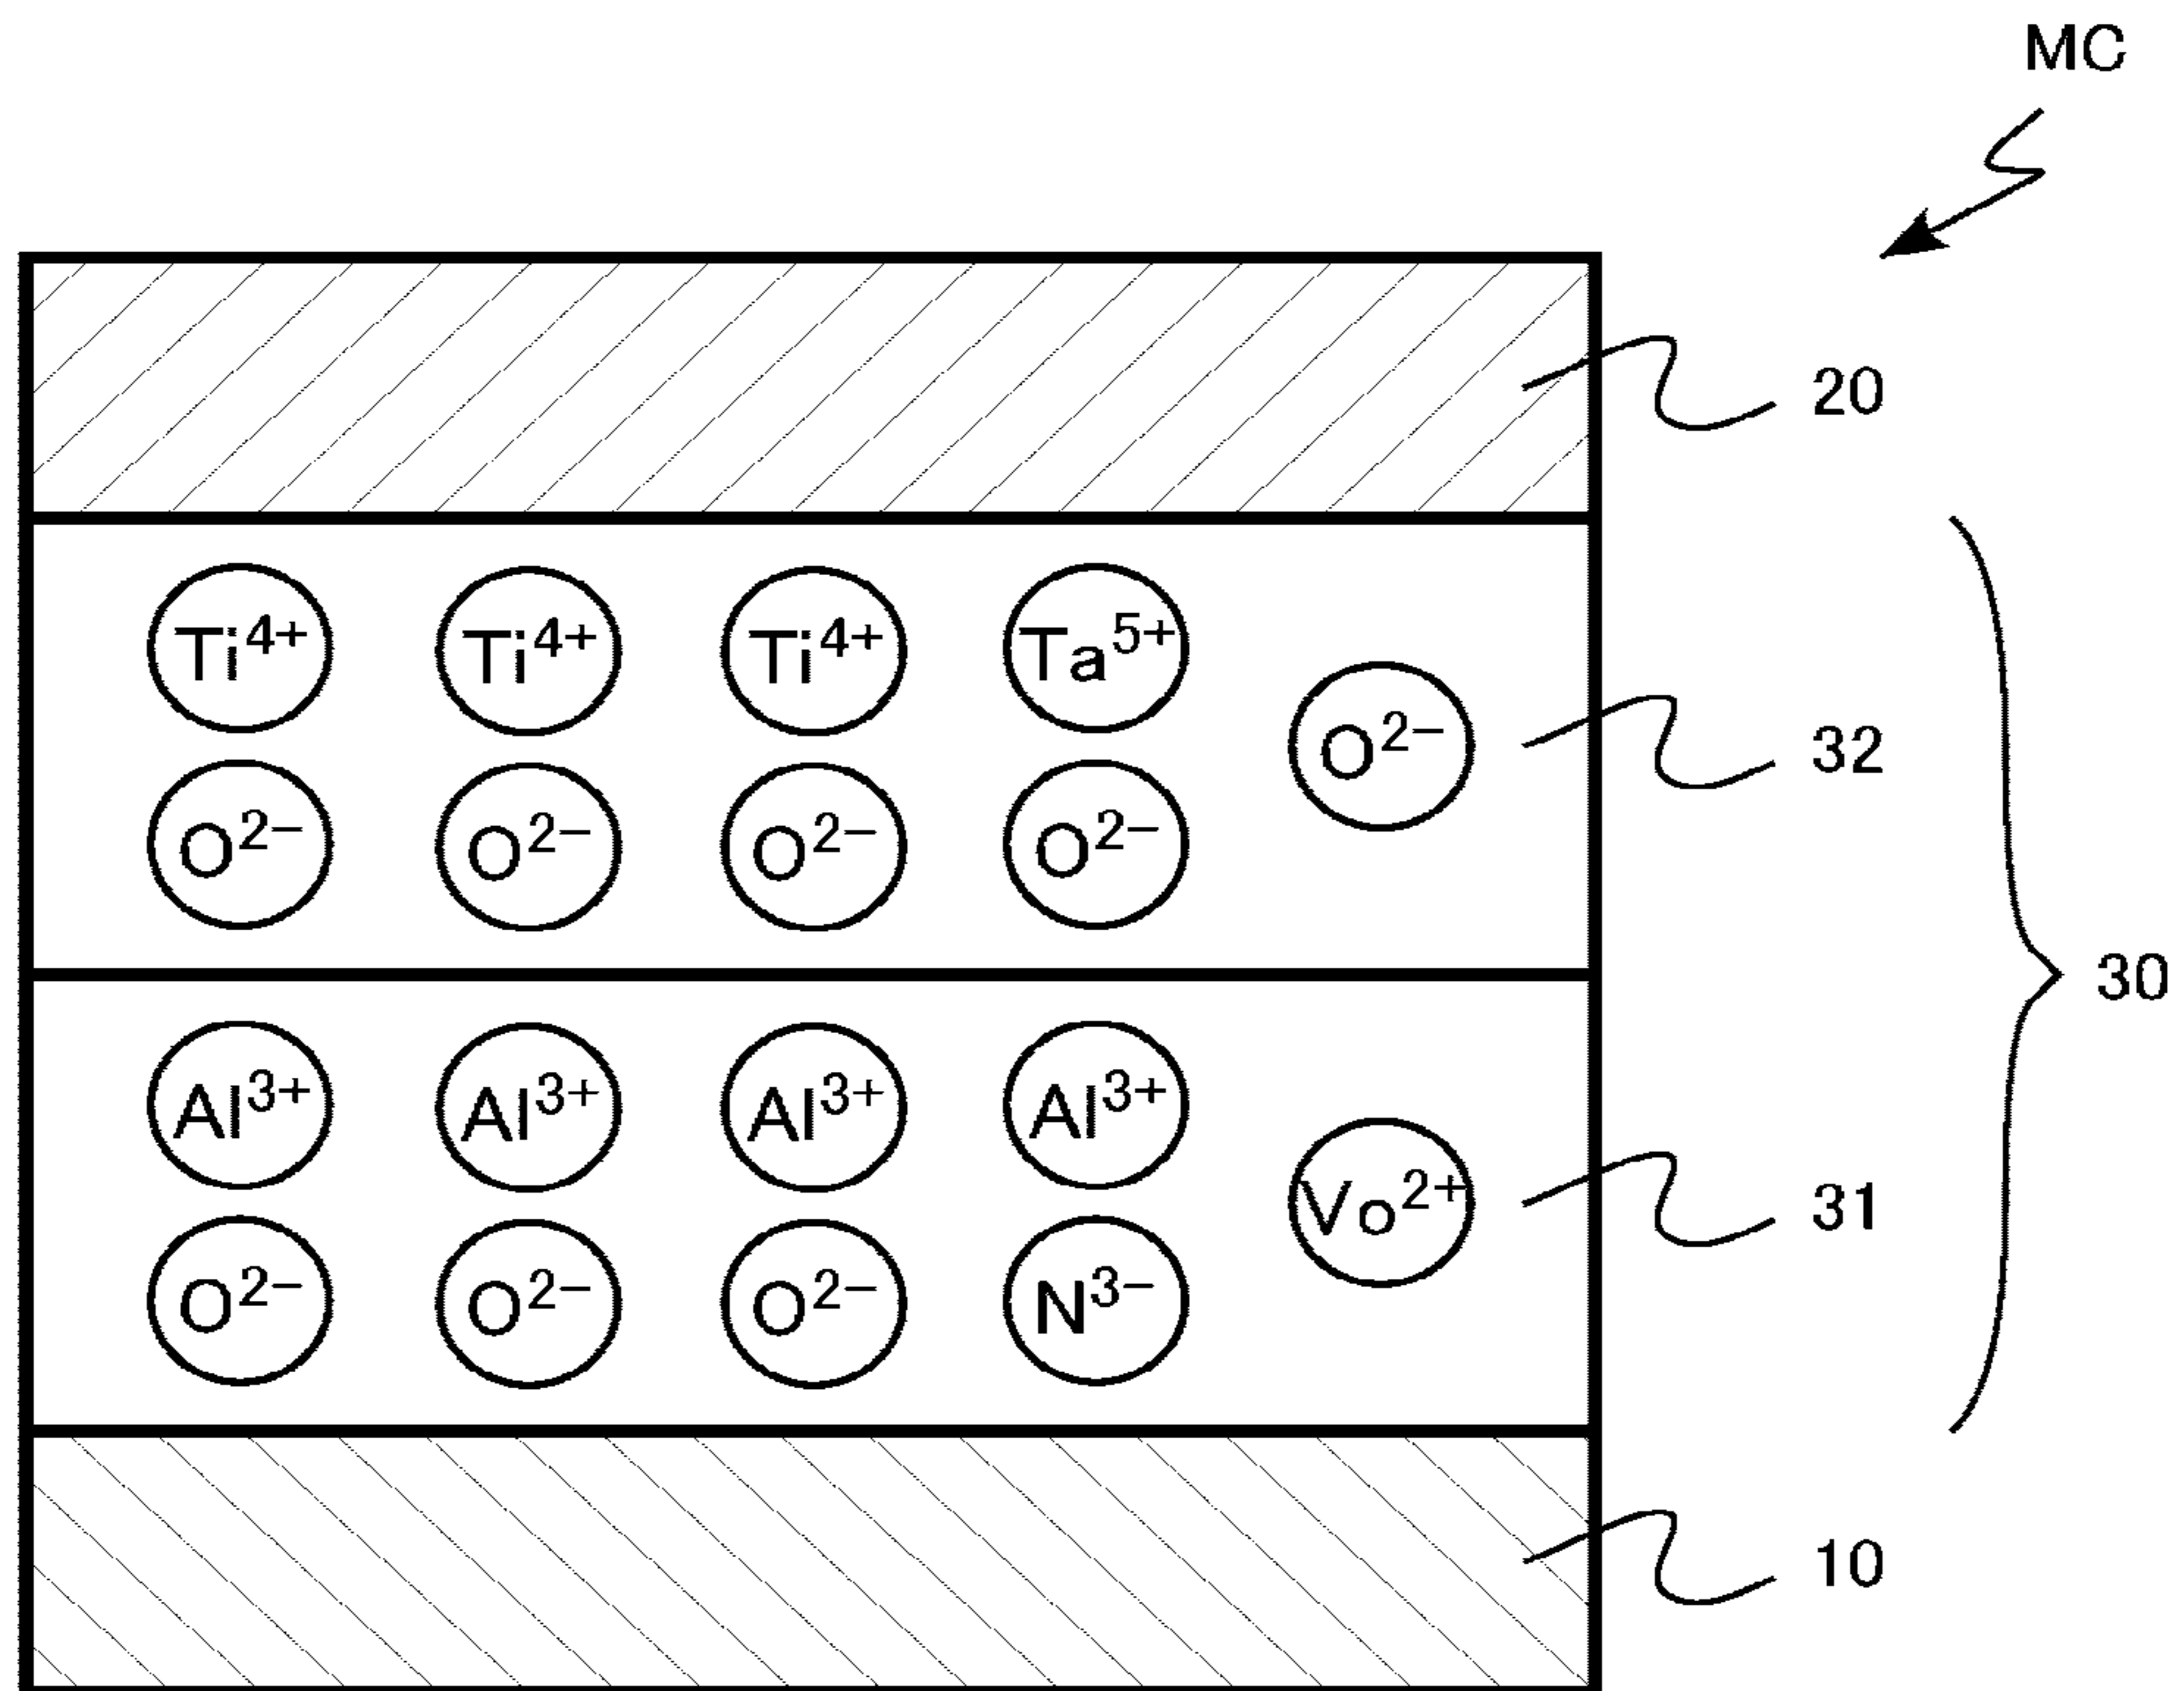 MC
20
Ti4+ Ti4+ Ti4+ Ta5+
O2-
32
O2- O2- O2- O2-
30
Al3+ Al3+ Al3+ Al3+
Vo2+
31
O2- O2- O2- N3-
10